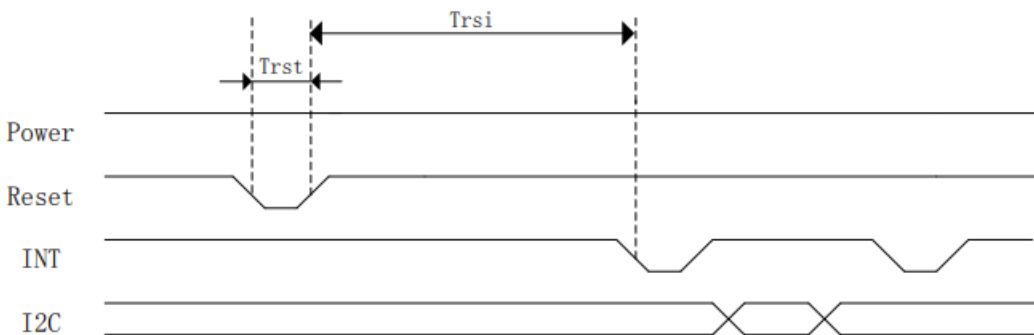 Trsi
Trst
Power
Reset
INT
I2C